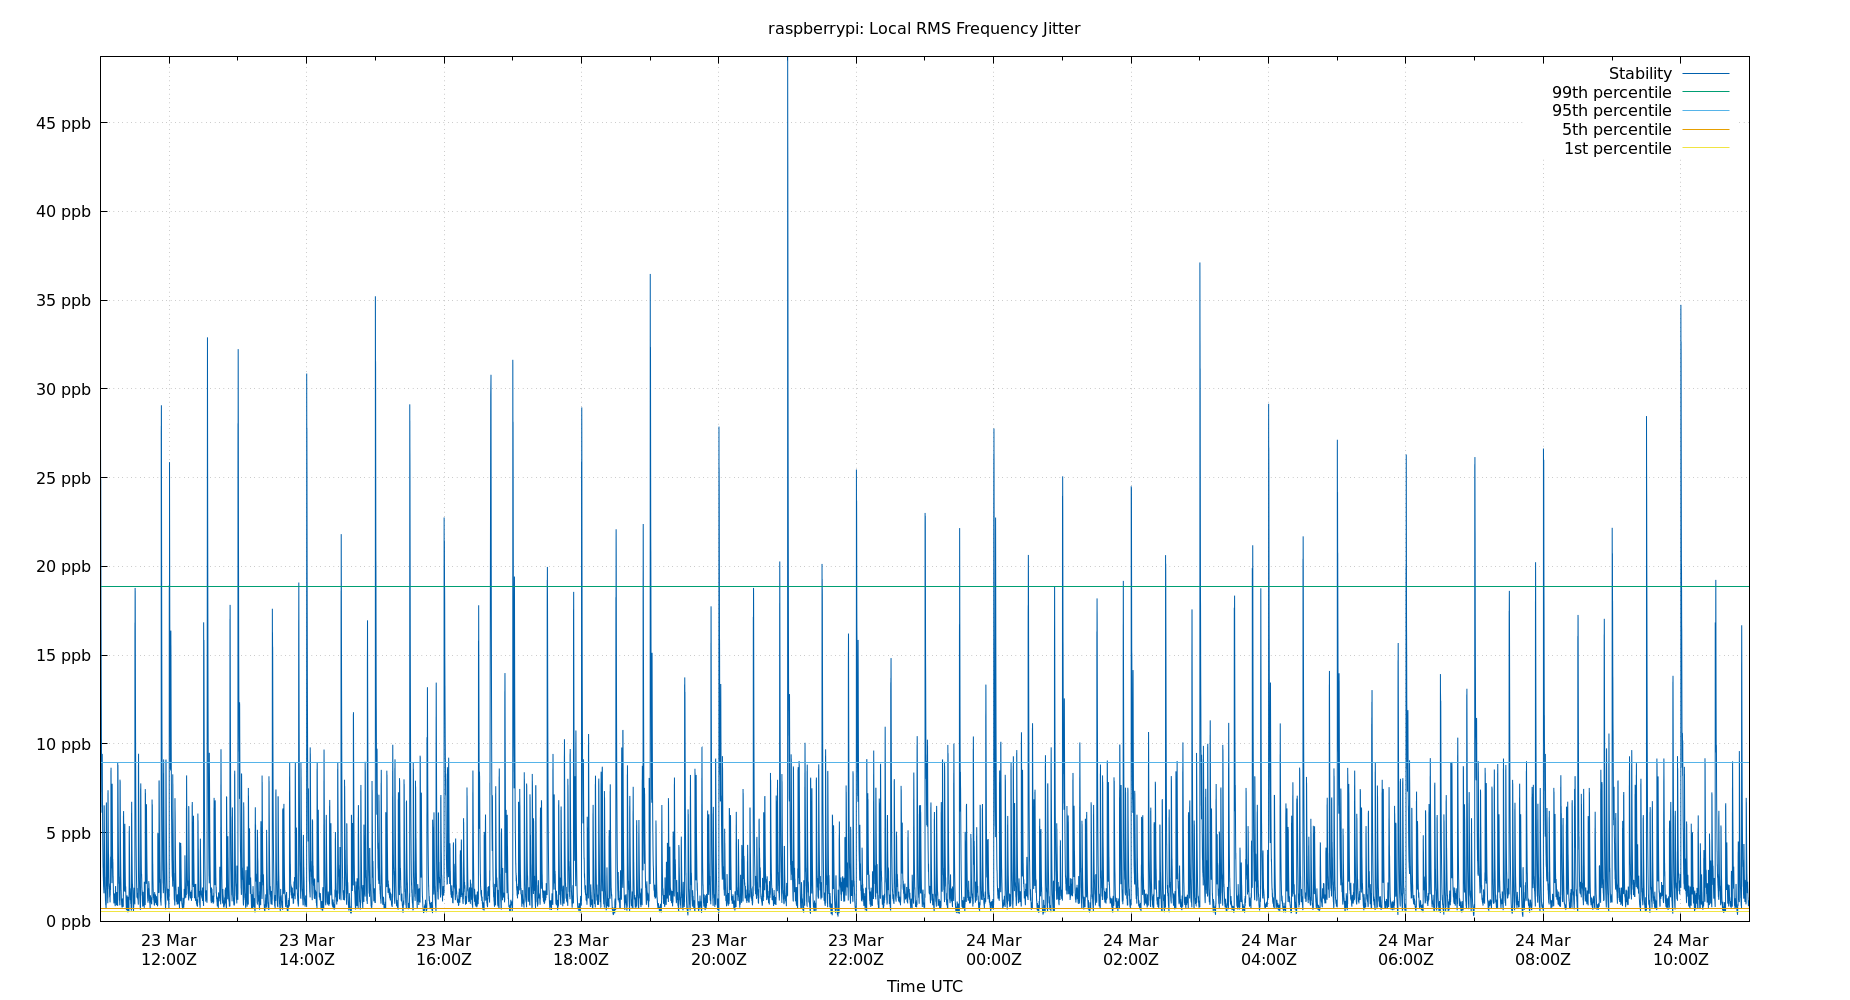 raspberrypi: Local RMS Frequency Jitter
Stability
99th percentile
95th percentile
5th percentile
1st percentile
45 ppb
40 ppb
35 ppb
30 ppb
25 ppb
20 ppb
15 ppb
10 ppb
5 ppb
0 ppb
23 Mar 23 Mar 23 Mar 23 Mar 23 Mar 23 Mar 24 Mar 24 Mar 24 Mar 24 Mar 24 Mar 24 Mar
12:00Z 14:00Z 16:00Z 18:00Z 20:00Z 22:00Z 00:00Z 02:00Z 04:00Z 06:00Z 08:00Z 10:00Z
Time UTC